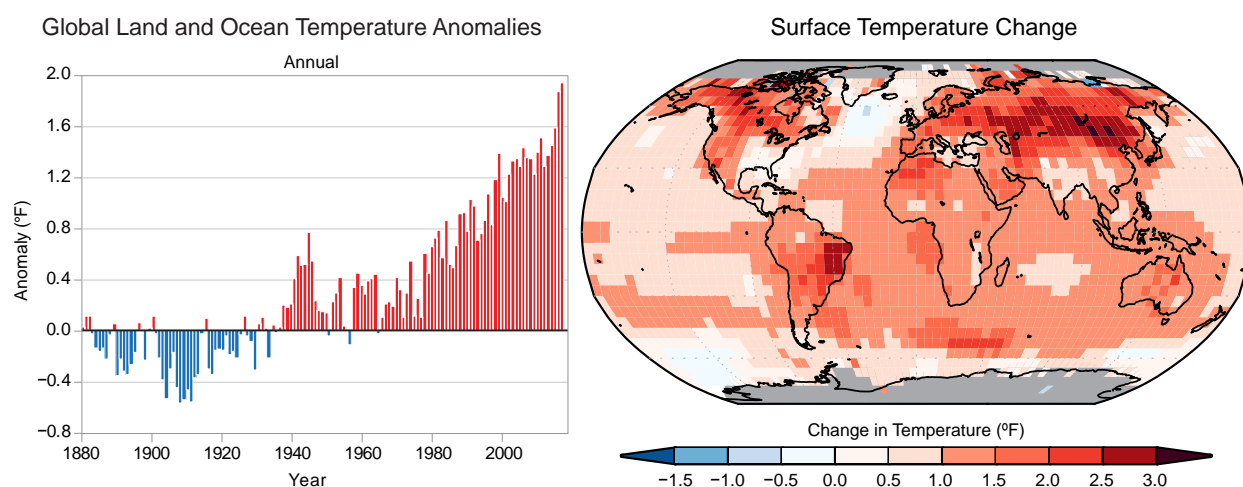 Global Land and Ocean Temperature Anomalies
Annual
Anomaly (ºF)
2.0
1.6
1.2
0.8
0.4
0.0
−0.4
−0.8
1880 1900 1920 1940 1960 1980 2000
Year
Surface Temperature Change
Change in Temperature (ºF)
−1.5 −1.0 −0.5 0.0 0.5 1.0 1.5 2.0 2.5 3.0